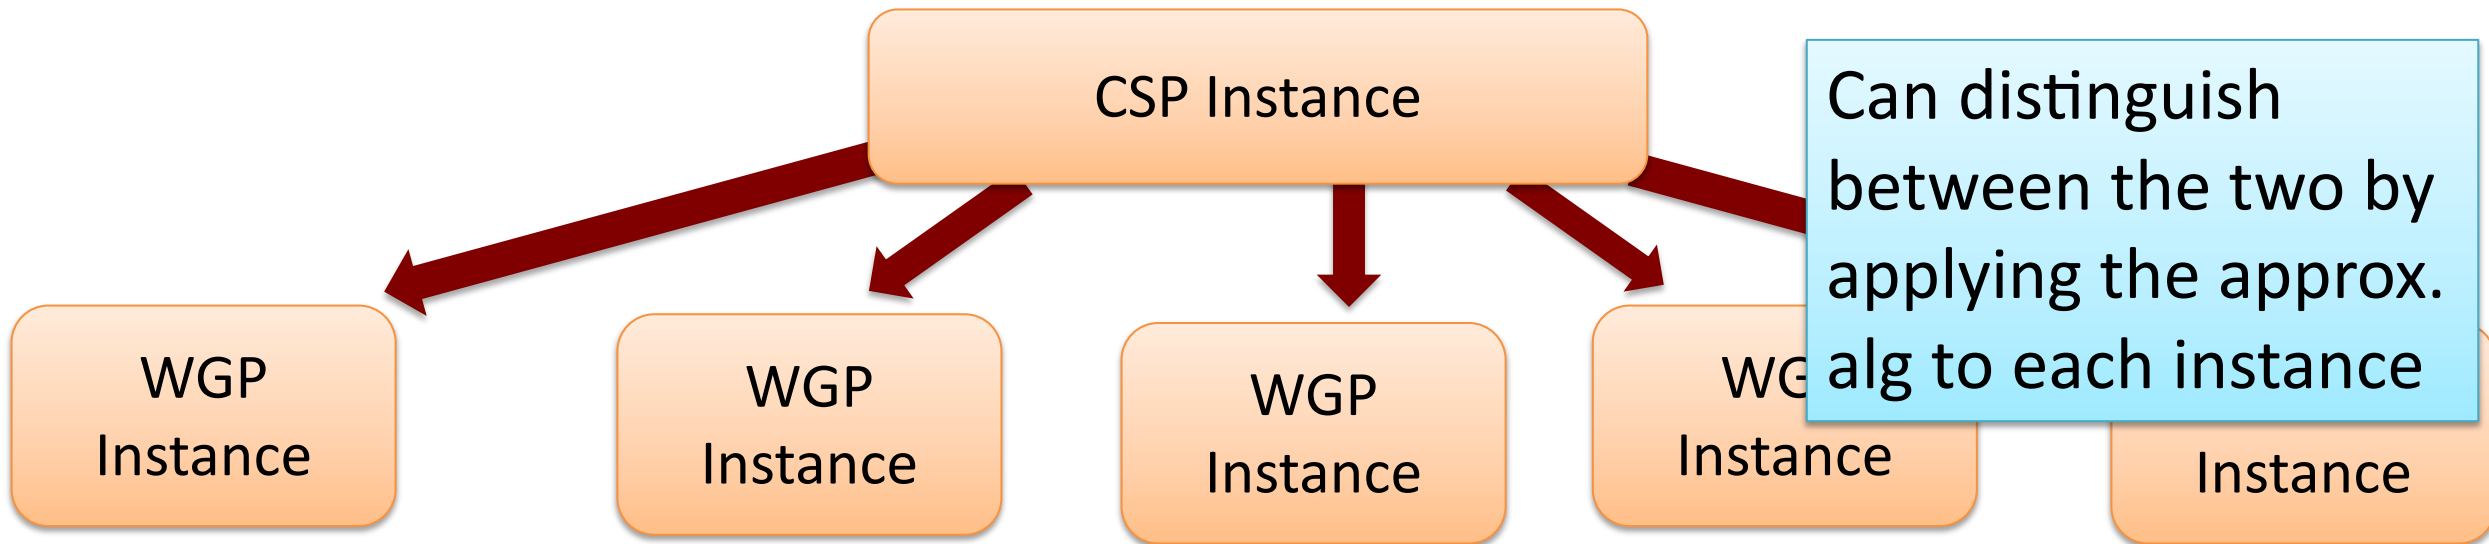 CSP Instance
Can distinguish
between the two by
applying the approx.
alg to each instance
WGP
Instance
WGP
Instance
WGP
Instance
Instance
Instance